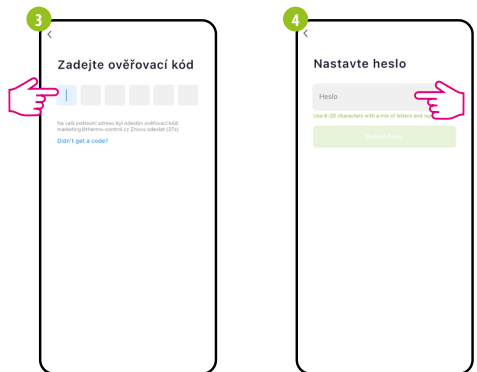 3
Zadejte ověřovací kód
Na vaši poštovní adresu byl odeslán ověřovací kód:
marketing@thermo-control.cz Znovu odeslat (37s)
Didn't get a code?
4
Nastavte heslo
Heslo
Use 6-20 characters with a mix of letters and